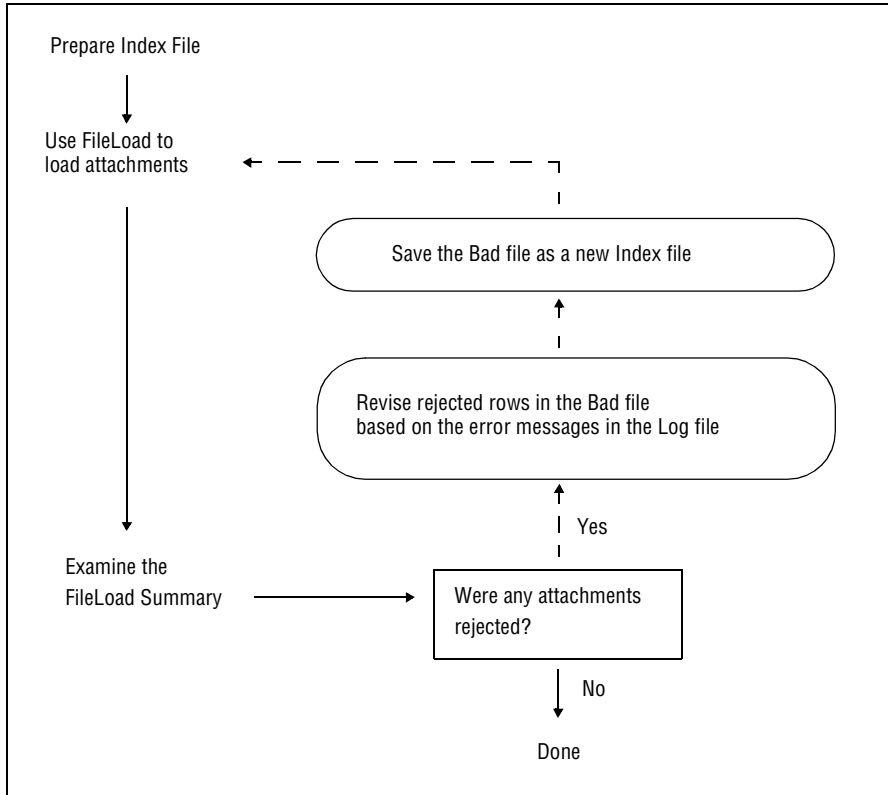 Prepare Index File
Use FileLoad to
load attachments
Save the Bad file as a new Index file
Revise rejected rows in the Bad file
based on the error messages in the Log file
Yes
Examine the
FileLoad Summary
Were any attachments
rejected?
No
Done